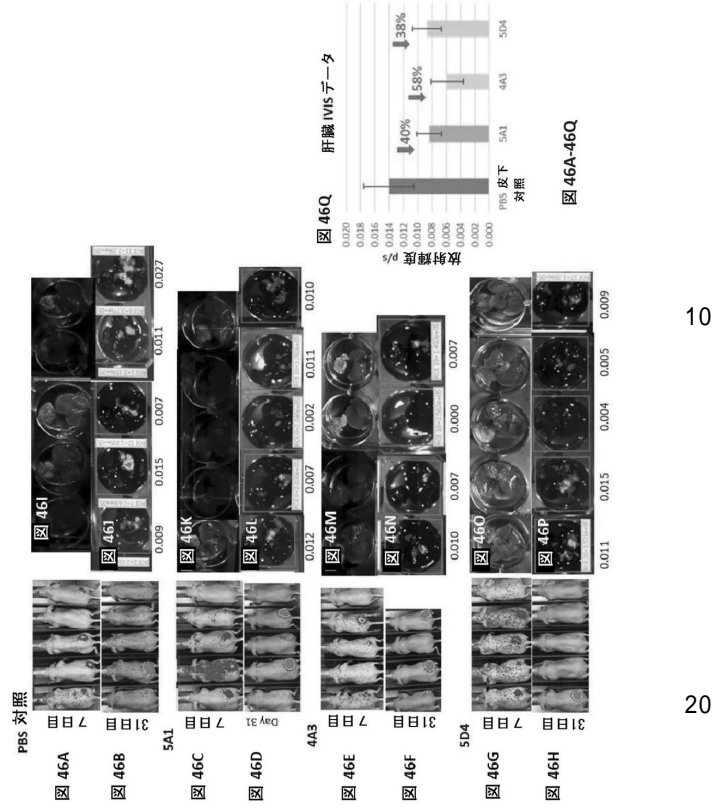 PBS 対照
図 46A
7 日目
図 46B
31日目
図 46I
図 46J
0.009
0.015
0.007
0.011
0.027
5A1
図 46C
7 日目
図 46D
Day 31
図 46K
図 46L
0.012
0.007
0.002
0.011
0.010
4A3
図 46E
7 日目
図 46F
31日目
図 46M
図 46N
0.010
0.007
0.000
0.007
5D4
図 46G
7 日目
図 46H
31日目
図 46O
図 46P
0.011
0.015
0.004
0.005
0.009
図 46Q
肝臓 IVIS データ
放射輝度 p/s
0.020
0.018
0.016
0.014
0.012
0.010
0.008
0.006
0.004
0.002
0.000
40%
58%
38%
PBS 皮下
対照
5A1
4A3
5D4
図 46A-46Q
10
20